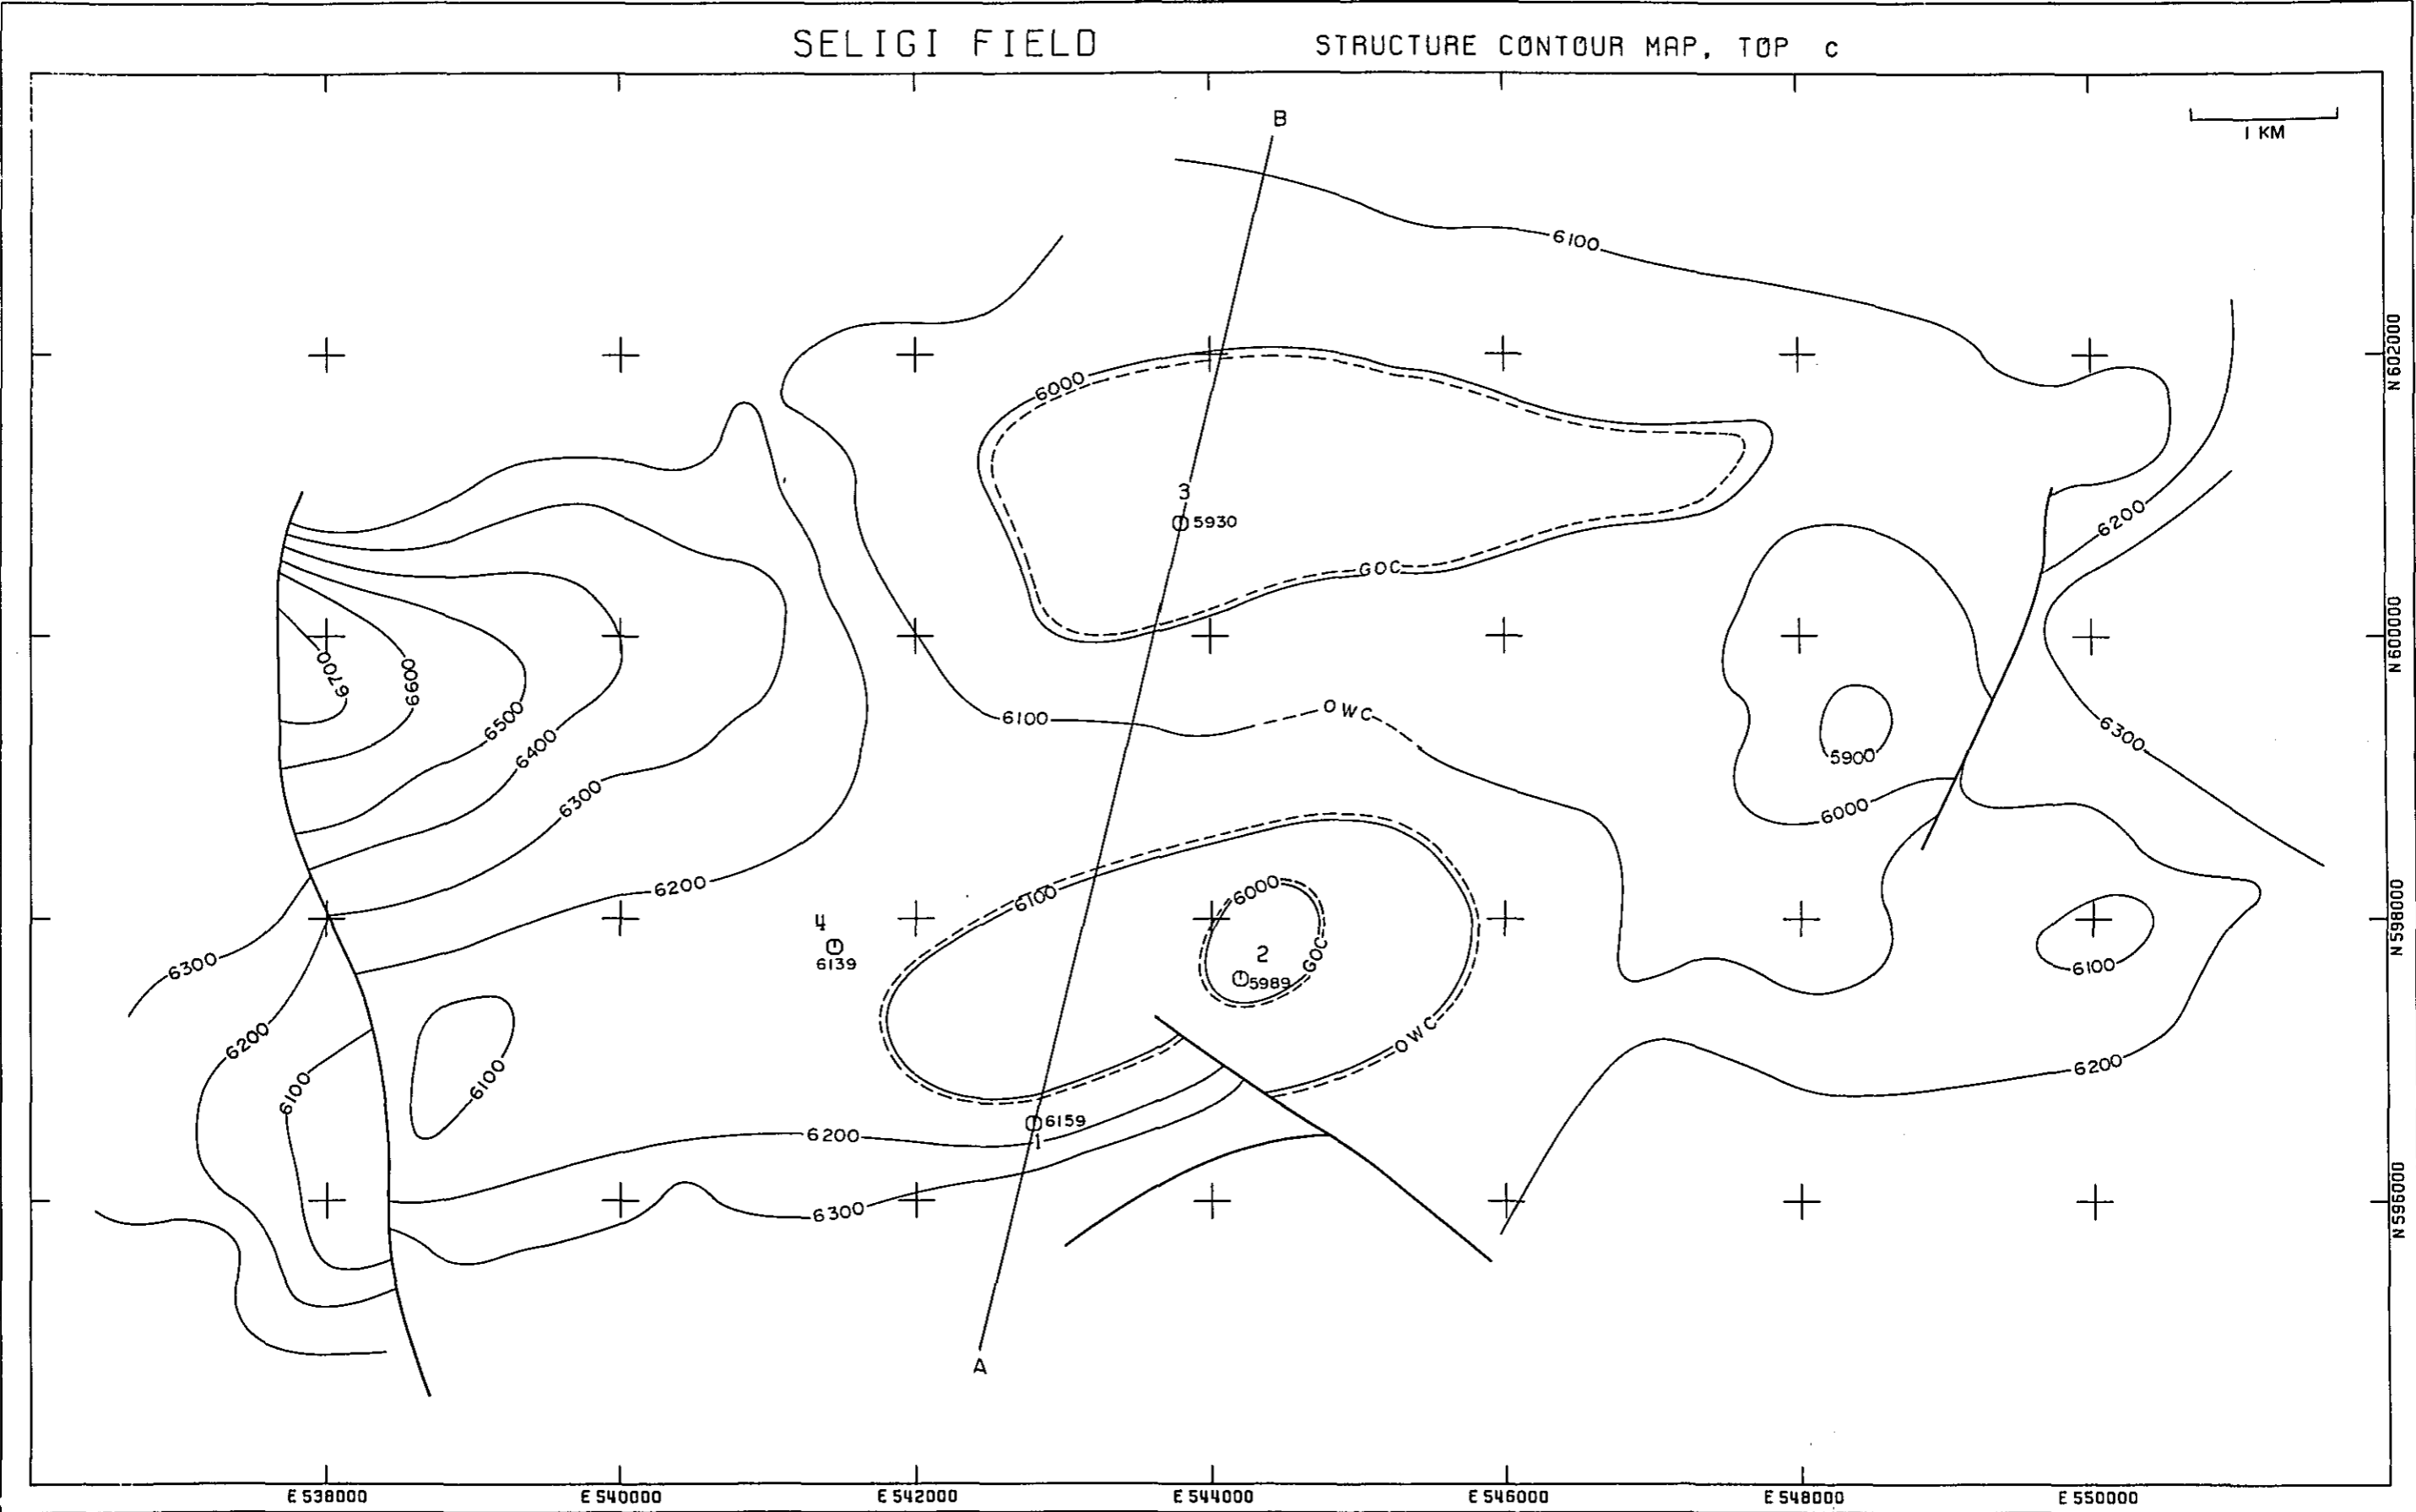 SELIGI FIELD
STRUCTURE CONTOUR MAP, TOP c
B
1 KM
6100
N 602000
6000
3
5930
6200
GOC
N 600000
6700
6600
6500
6100
OWC
6300
6400
5900
6300
6000
6200
6100
6000
4
6139
N 598000
6300
2
5989
GOC
6100
6200
OWC
6100
6100
6200
6159
6200
1
6300
N 596000
A
E 538000
E 540000
E 542000
E 544000
E 546000
E 548000
E 550000